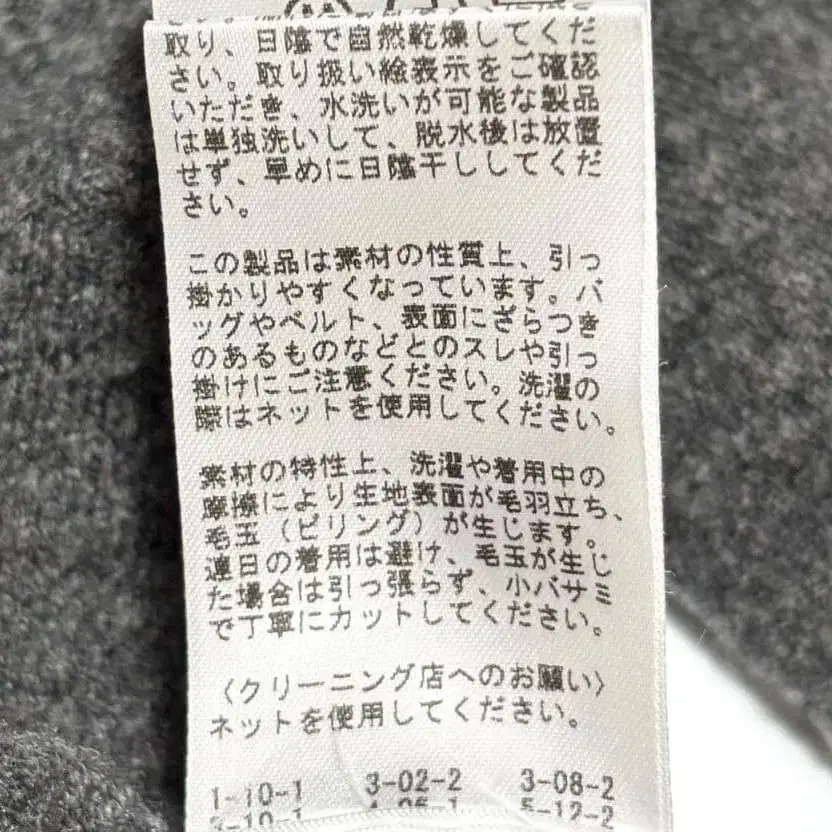 取り、日陰で自然乾燥してくだ
さい。取り扱い絵表示をご確認
いただき、水洗いが可能な製品
は単独洗いして、脱水後は放置
せず、早めに日陰干ししてくだ
さい。
この製品は素材の性質上、引っ
掛かりやすくなっています。バ
ッグやベルト、表面にざらつき
のあるものなどとのスレや引っ
掛けにご注意ください。洗濯の
際はネットを使用してください。
素材の特性上、洗濯や着用中の
摩擦により生地表面が毛羽立ち、
毛玉（ピリング）が生じます。
連日の着用は避け、毛玉が生じ
た場合は引っ張らず、小バサミ
で丁寧にカットしてください。
〈クリーニング店へのお願い〉
ネットを使用してください。
1-10-1 3-02-2 3-08-2
3-10-1 4-06-1 5-12-2